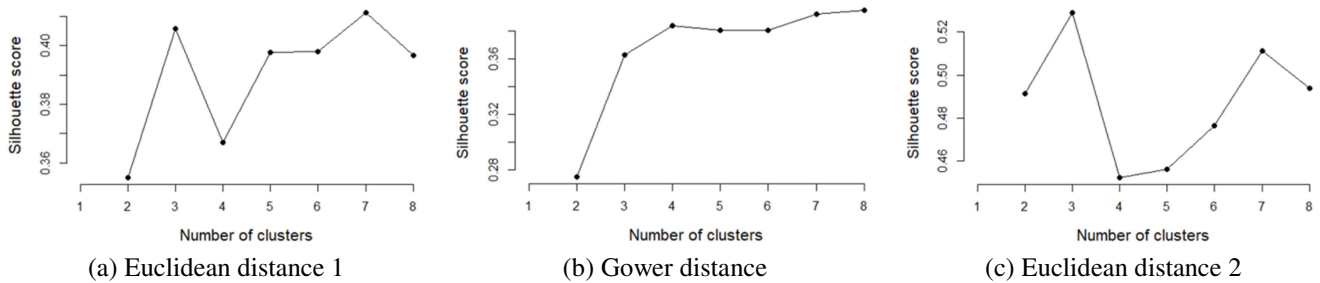 Silhouette score
0.36 0.38 0.40
1 2 3 4 5 6 7 8
Number of clusters
(a) Euclidean distance 1
Silhouette score
0.28 0.32 0.36
1 2 3 4 5 6 7 8
Number of clusters
(b) Gower distance
Silhouette score
0.46 0.48 0.50 0.52
1 2 3 4 5 6 7 8
Number of clusters
(c) Euclidean distance 2